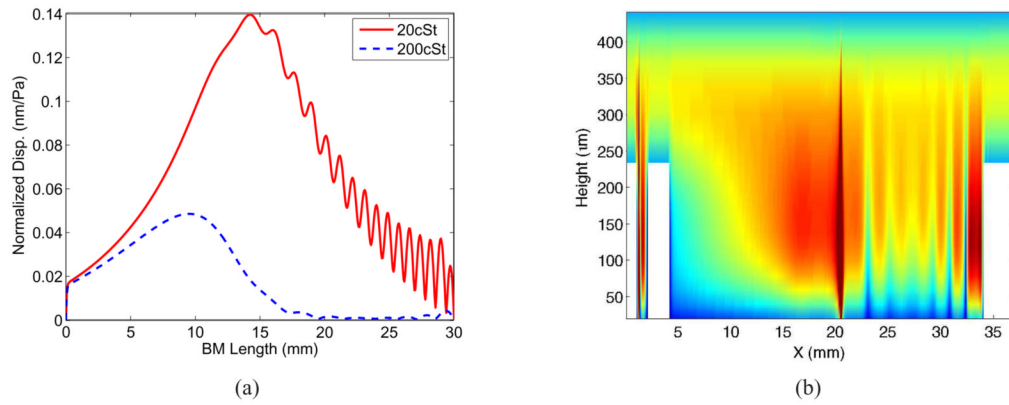 0.14
0.12
0.1
0.08
0.06
0.04
0.02
0
Normalized Disp. (nm/Pa)
20cSt
200cSt
0 5 10 15 20 25 30
BM Length (mm)
(a)
400
350
300
250
200
150
100
50
Height (ιm)
5 10 15 20 25 30 35
X (mm)
(b)